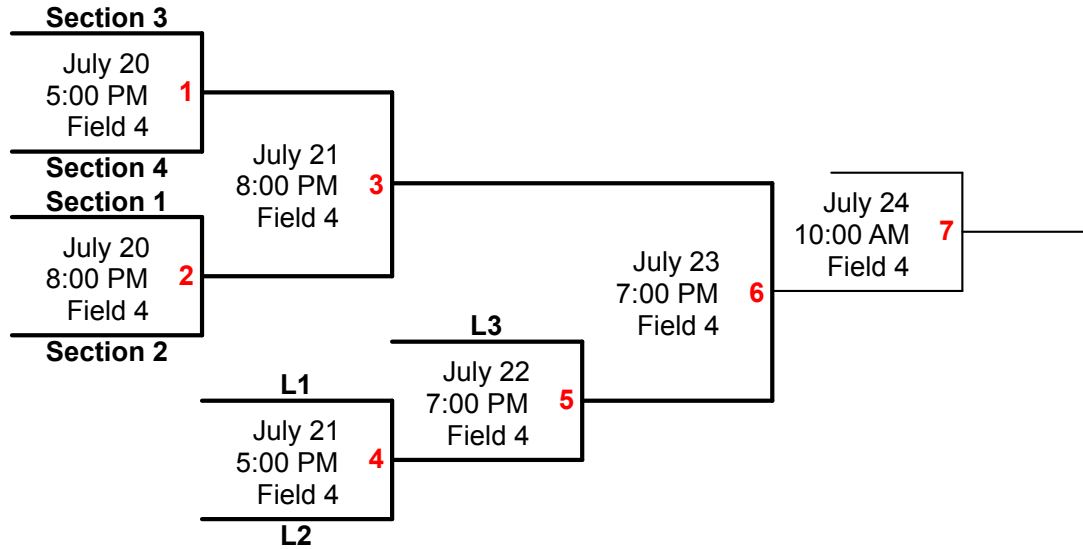 Section 3
July 20
5:00 PM
Field 4
1
Section 4
Section 1
July 20
8:00 PM
Field 4
2
Section 2
July 21
8:00 PM
Field 4
3
L1
July 21
5:00 PM
Field 4
4
L2
L3
July 22
7:00 PM
Field 4
5
July 23
7:00 PM
Field 4
6
July 24
10:00 AM
Field 4
7